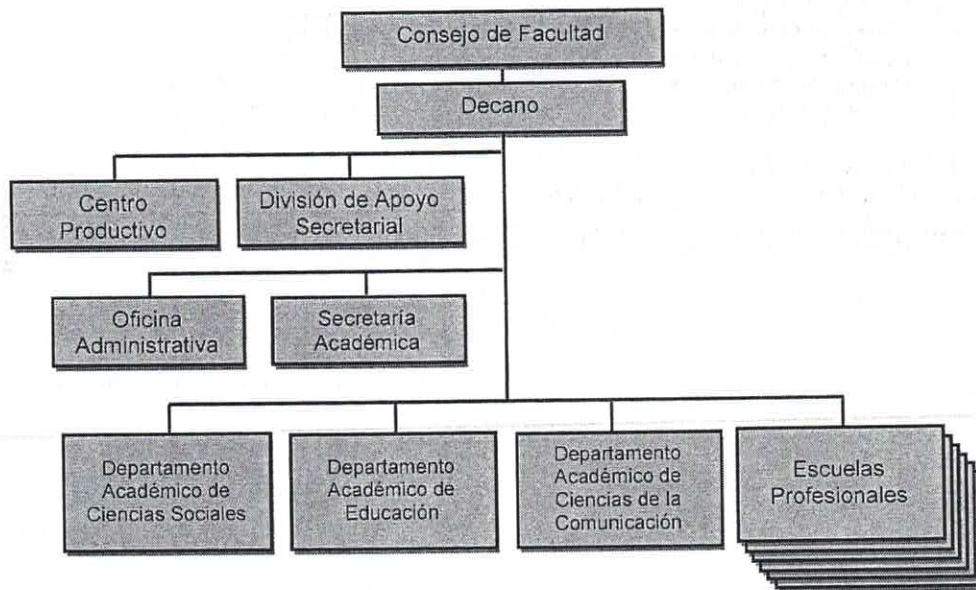 Consejo de Facultad
Decano
Centro
Productivo
División de Apoyo
Secretarial
Oficina
Administrativa
Secretaría
Académica
Departamento
Académico de
Ciencias Sociales
Departamento
Académico de
Educación
Departamento
Académico de
Ciencias de la
Comunicación
Escuelas
Profesionales